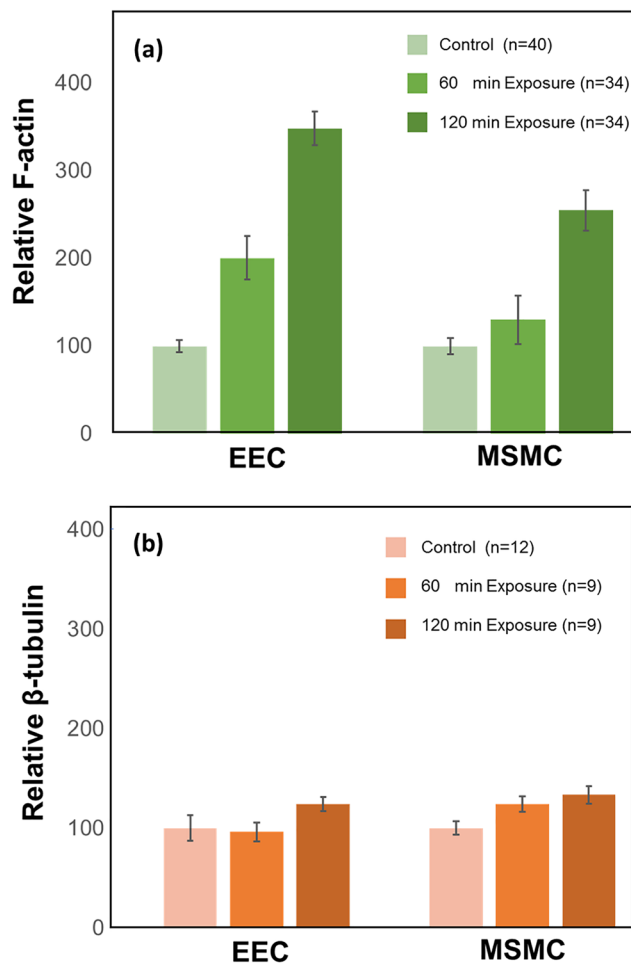 (a)
Control (n=40)
60 min Exposure (n=34)
120 min Exposure (n=34)
Relative F-actin
400
300
200
100
0
EEC MSMC
(b)
Control (n=12)
60 min Exposure (n=9)
120 min Exposure (n=9)
Relative β-tubulin
400
300
200
100
0
EEC MSMC